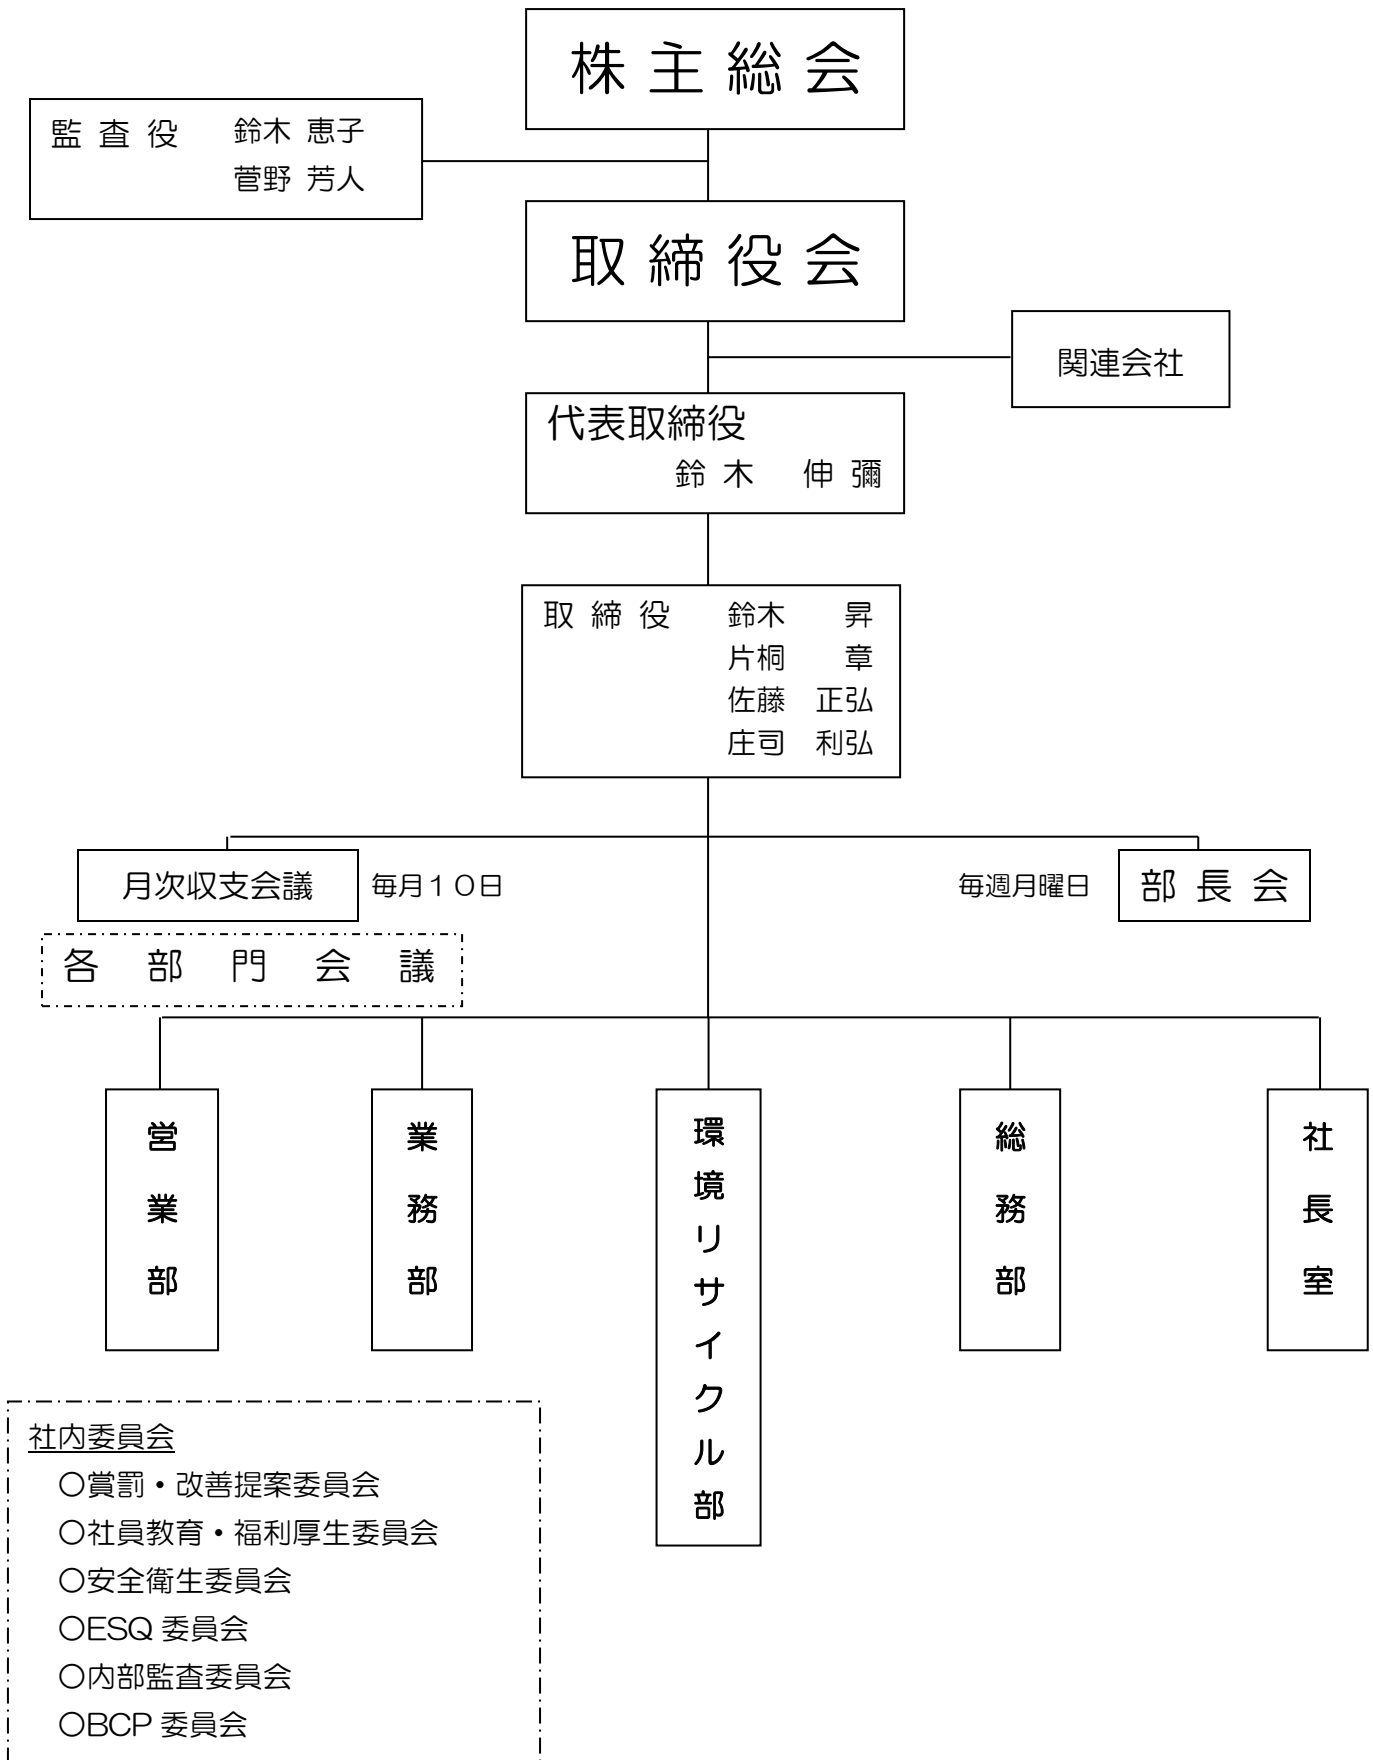 株主総会
監査役 鈴木 恵子
菅野 芳人
取締役会
関連会社
代表取締役
鈴木 伸彌
取締役 鈴木 昇
片桐 章
佐藤 正弘
庄司 利弘
月次収支会議 毎月１０日 毎週月曜日 部長会
各部門会議
営業部
業務部
環境リサイクル部
総務部
社長室
社内委員会
○賞罰・改善提案委員会
○社員教育・福利厚生委員会
○安全衛生委員会
○ESQ 委員会
○内部監査委員会
○BCP 委員会